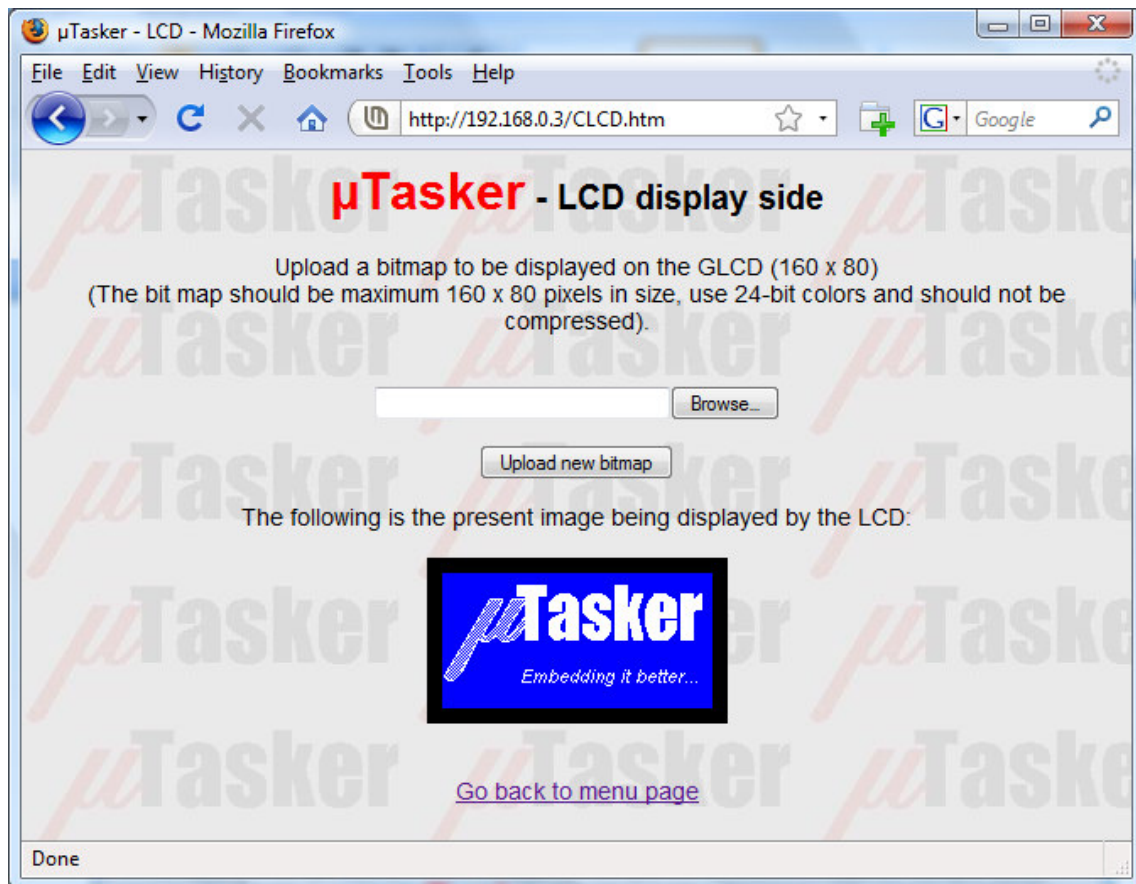 µTasker - LCD - Mozilla Firefox
File Edit View History Bookmarks Tools Help
http://192.168.0.3/CLCD.htm G Google
µTasker - LCD display side
Upload a bitmap to be displayed on the GLCD (160 x 80)
(The bit map should be maximum 160 x 80 pixels in size, use 24-bit colors and should not be
compressed).
Browse...
Upload new bitmap
The following is the present image being displayed by the LCD:
µTasker
Embedding it better...
Go back to menu page
Done